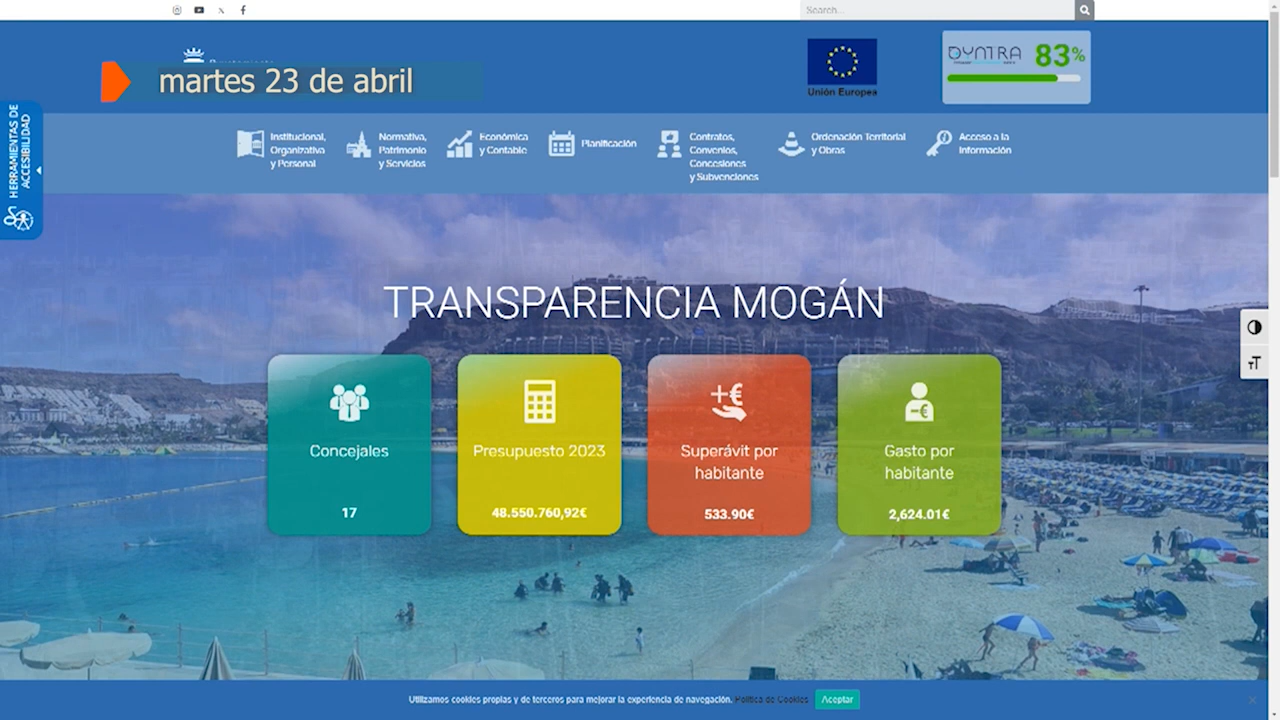 Search...
martes 23 de abril
Unión Europea
DYNTRA 83%
HERRAMIENTAS DE
ACCESIBILIDAD
Institucional,
Organizativa
y Personal
Normativa,
Patrimonio
y Servicios
Económica
y Contable
Planificación
Contratos,
Convenios,
Concesiones
y Subvenciones
Ordenación Territorial
y Obras
Acceso a la
Información
TRANSPARENCIA MOGÁN
Concejales
17
Presupuesto 2023
48.550.760,92€
Superávit por
habitante
533.90€
Gasto por
habitante
2,624.01€
Utilizamos cookies propias y de terceros para mejorar la experiencia de navegación. Política de Cookies Aceptar